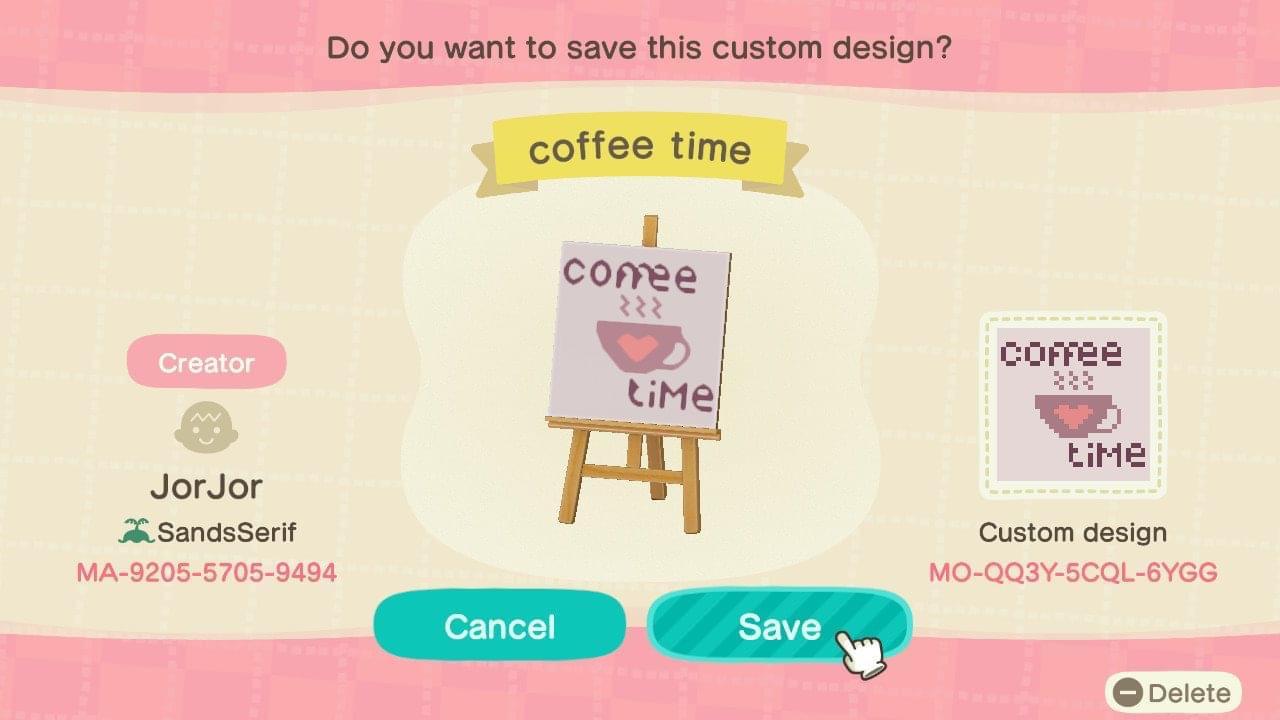 Do you want to save this custom design?
coffee time
coffee
time
Creator
JorJor
SandsSerif
MA-9205-5705-9494
coffee
tiMe
Custom design
MO-QQ3Y-5CQL-6YGG
Cancel
Save
Delete